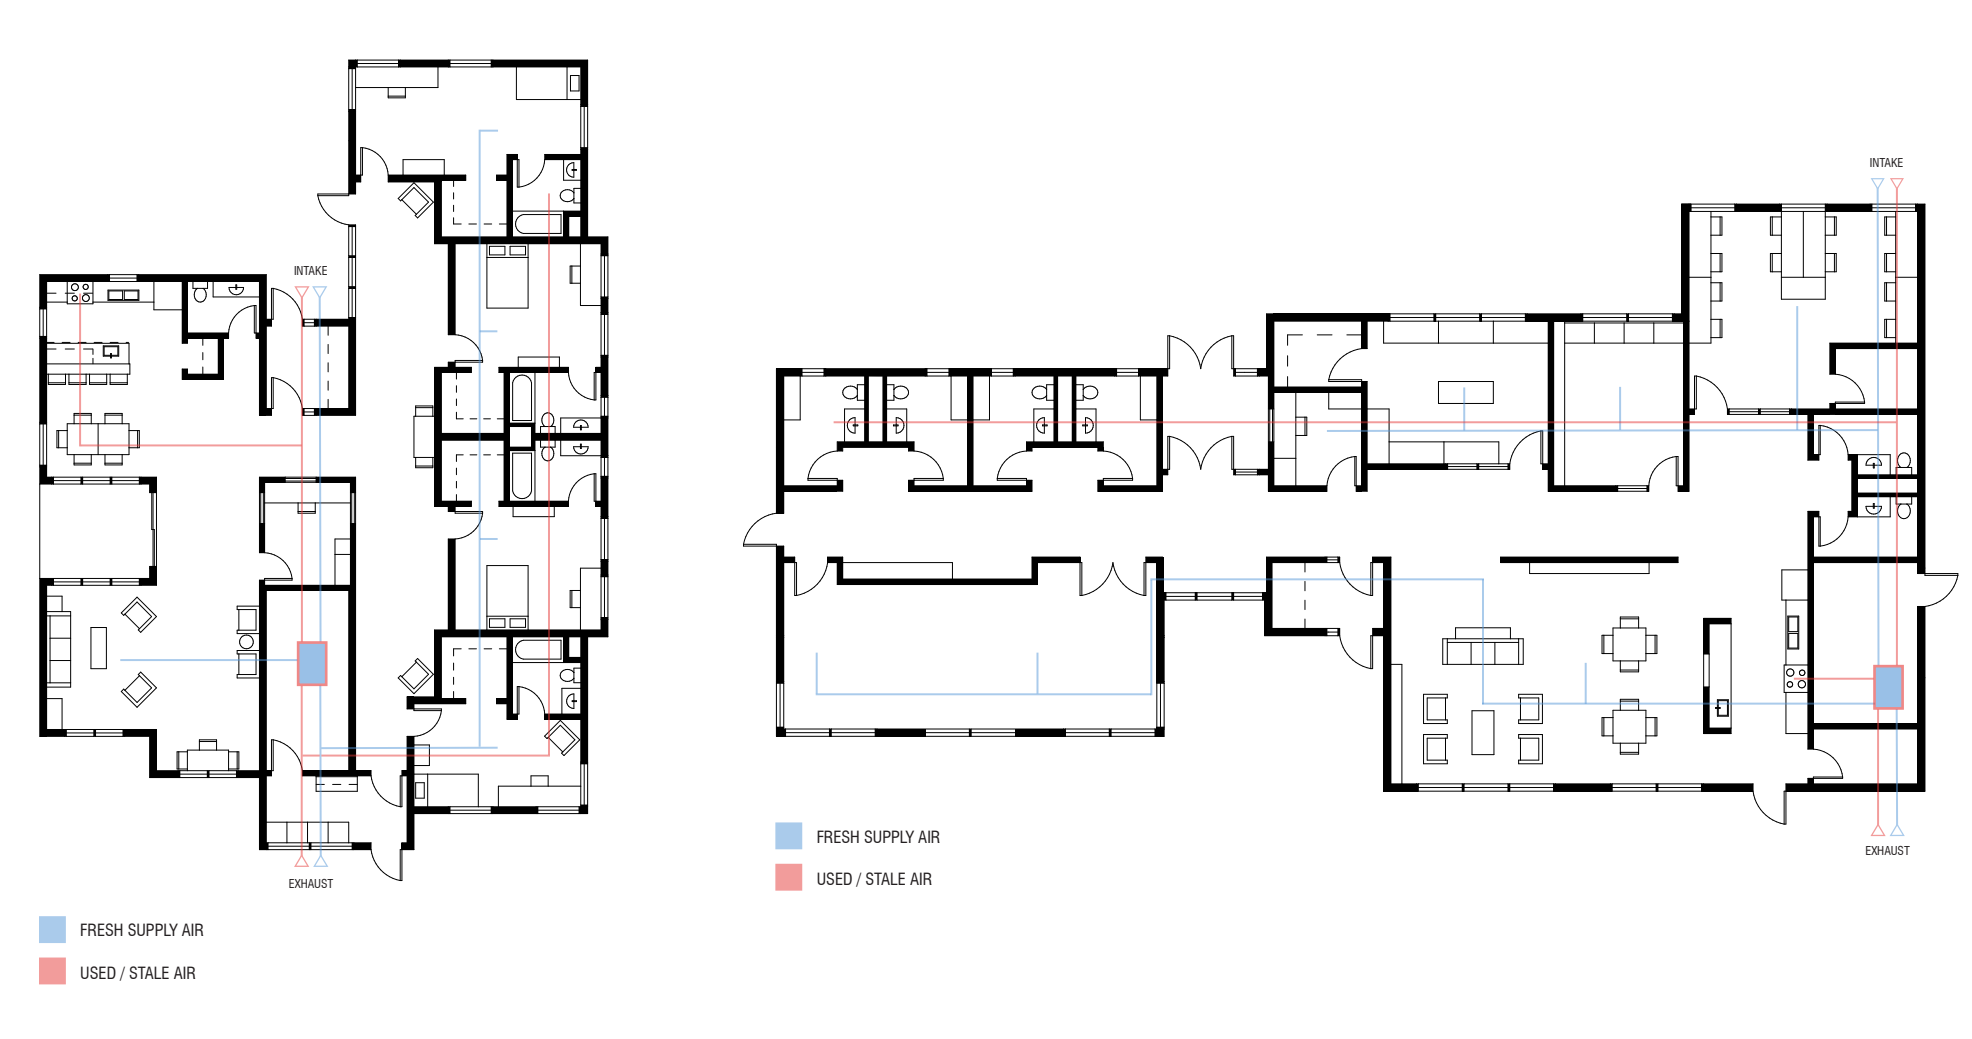 INTAKE
EXHAUST
FRESH SUPPLY AIR
USED / STALE AIR
INTAKE
EXHAUST
FRESH SUPPLY AIR
USED / STALE AIR